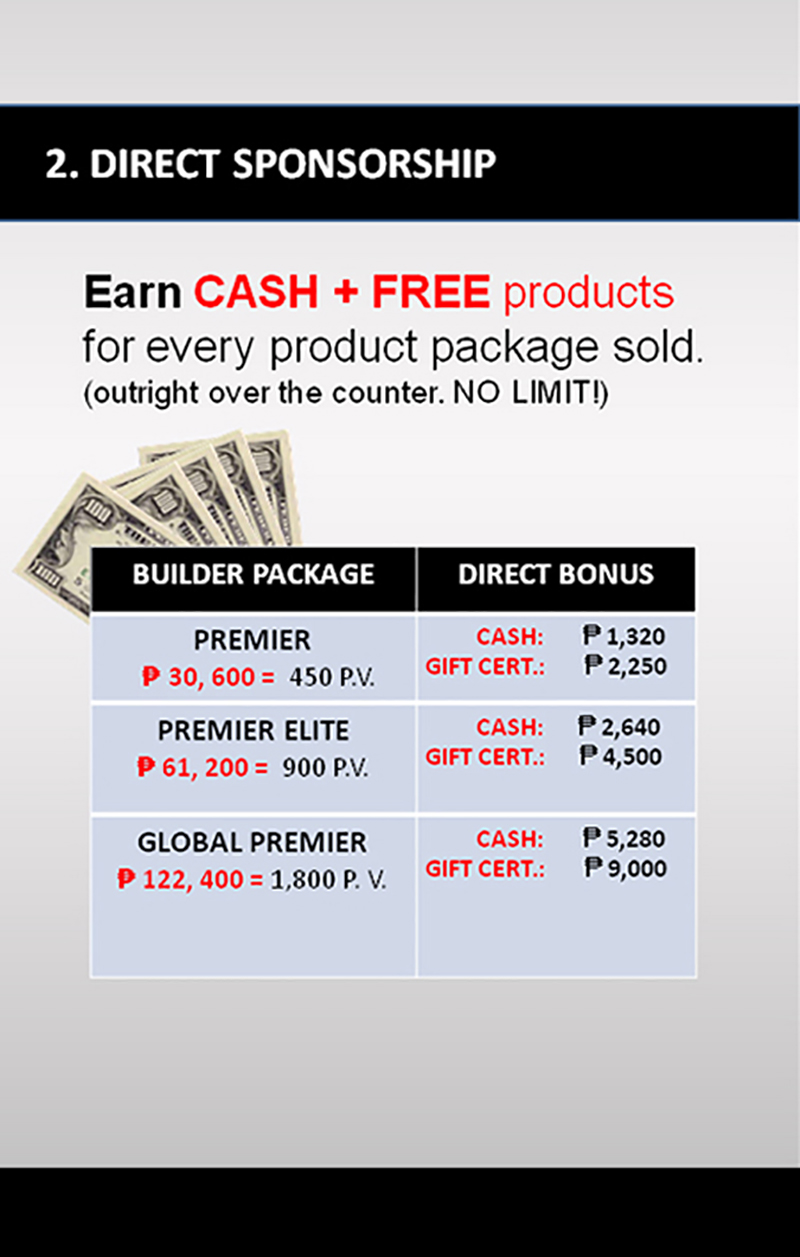 2. DIRECT SPONSORSHIP
Earn CASH + FREE products
for every product package sold.
(outright over the counter. NO LIMIT!)
100
BUILDER PACKAGE DIRECT BONUS
PREMIER
₱ 30, 600 = 450 P.V.
CASH: ₱ 1,320
GIFT CERT.: ₱ 2,250
PREMIER ELITE
₱ 61, 200 = 900 P.V.
CASH: ₱ 2,640
GIFT CERT.: ₱ 4,500
GLOBAL PREMIER
₱ 122, 400 = 1,800 P. V.
CASH: ₱ 5,280
GIFT CERT.: ₱ 9,000